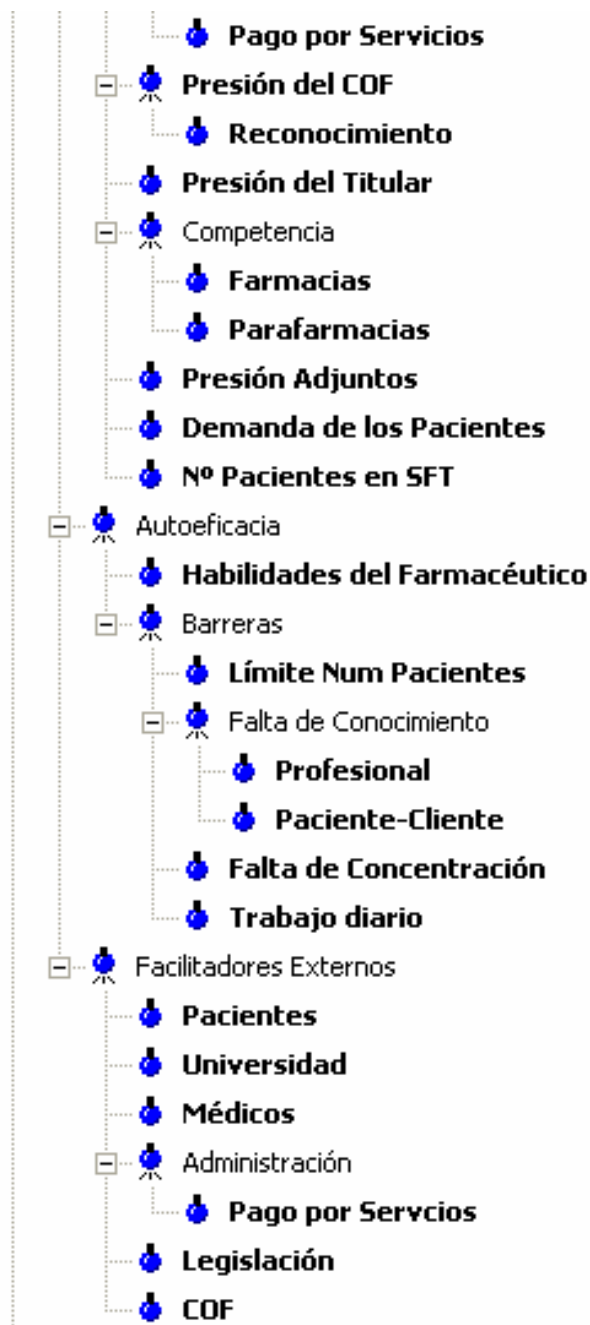 Pago por Servicios
Presión del COF
Reconocimiento
Presión del Titular
Competencia
Farmacias
Parafarmacias
Presión Adjuntos
Demanda de los Pacientes
Nº Pacientes en SFT
Autoeficacia
Habilidades del Farmacéutico
Barreras
Límite Num Pacientes
Falta de Conocimiento
Profesional
Paciente-Cliente
Falta de Concentración
Trabajo diario
Facilitadores Externos
Pacientes
Universidad
Médicos
Administración
Pago por Servcios
Legislación
COF